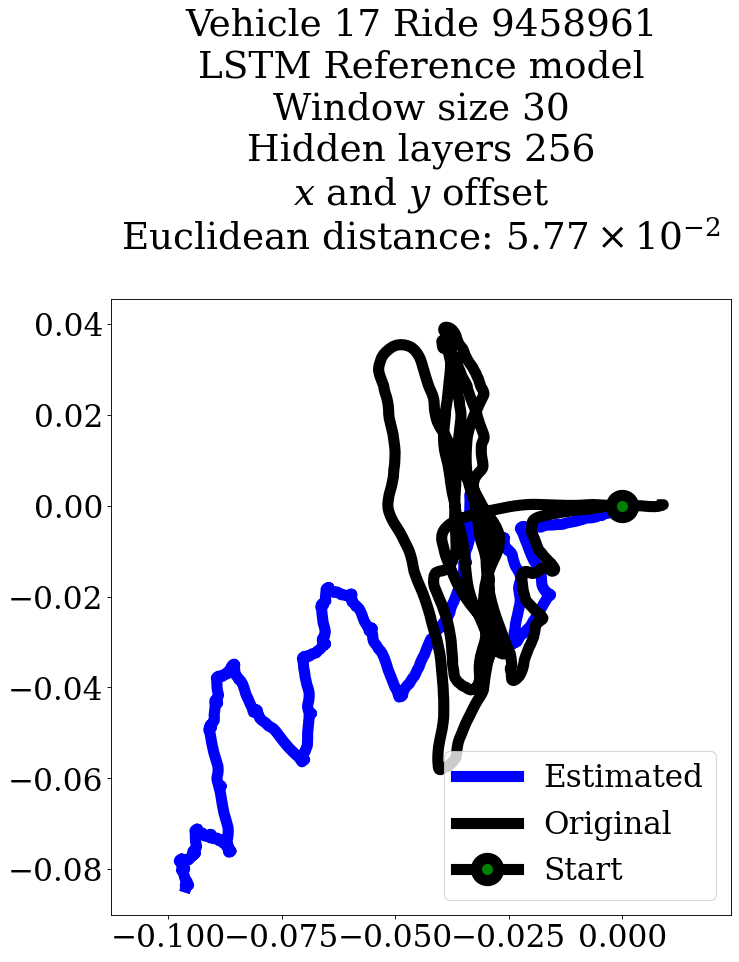 Vehicle 17 Ride 9458961
LSTM Reference model
Window size 30
Hidden layers 256
x and y offset
Euclidean distance: 5.77 × 10⁻²
0.04
0.02
0.00
−0.02
−0.04
−0.06
−0.08
Estimated
Original
Start
−0.100 −0.075 −0.050 −0.025 0.000